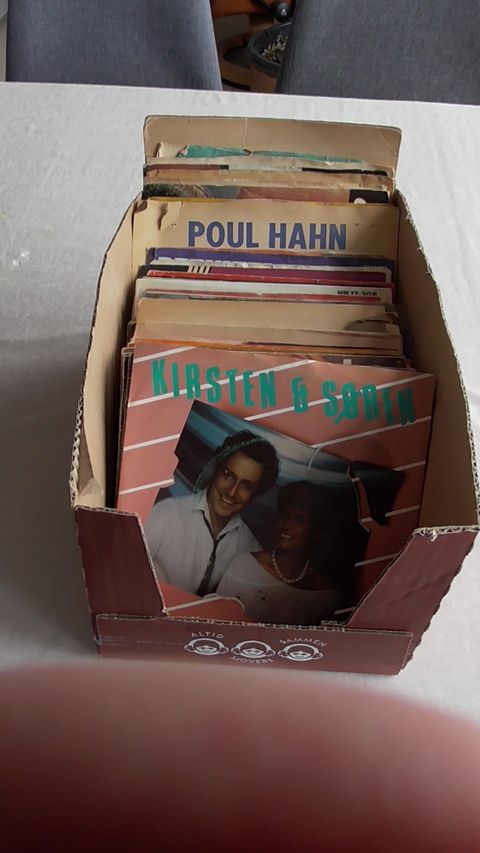 POUL HAHN
KIRSTEN & SØREN
ALTID SAMMEN
SJOVERE